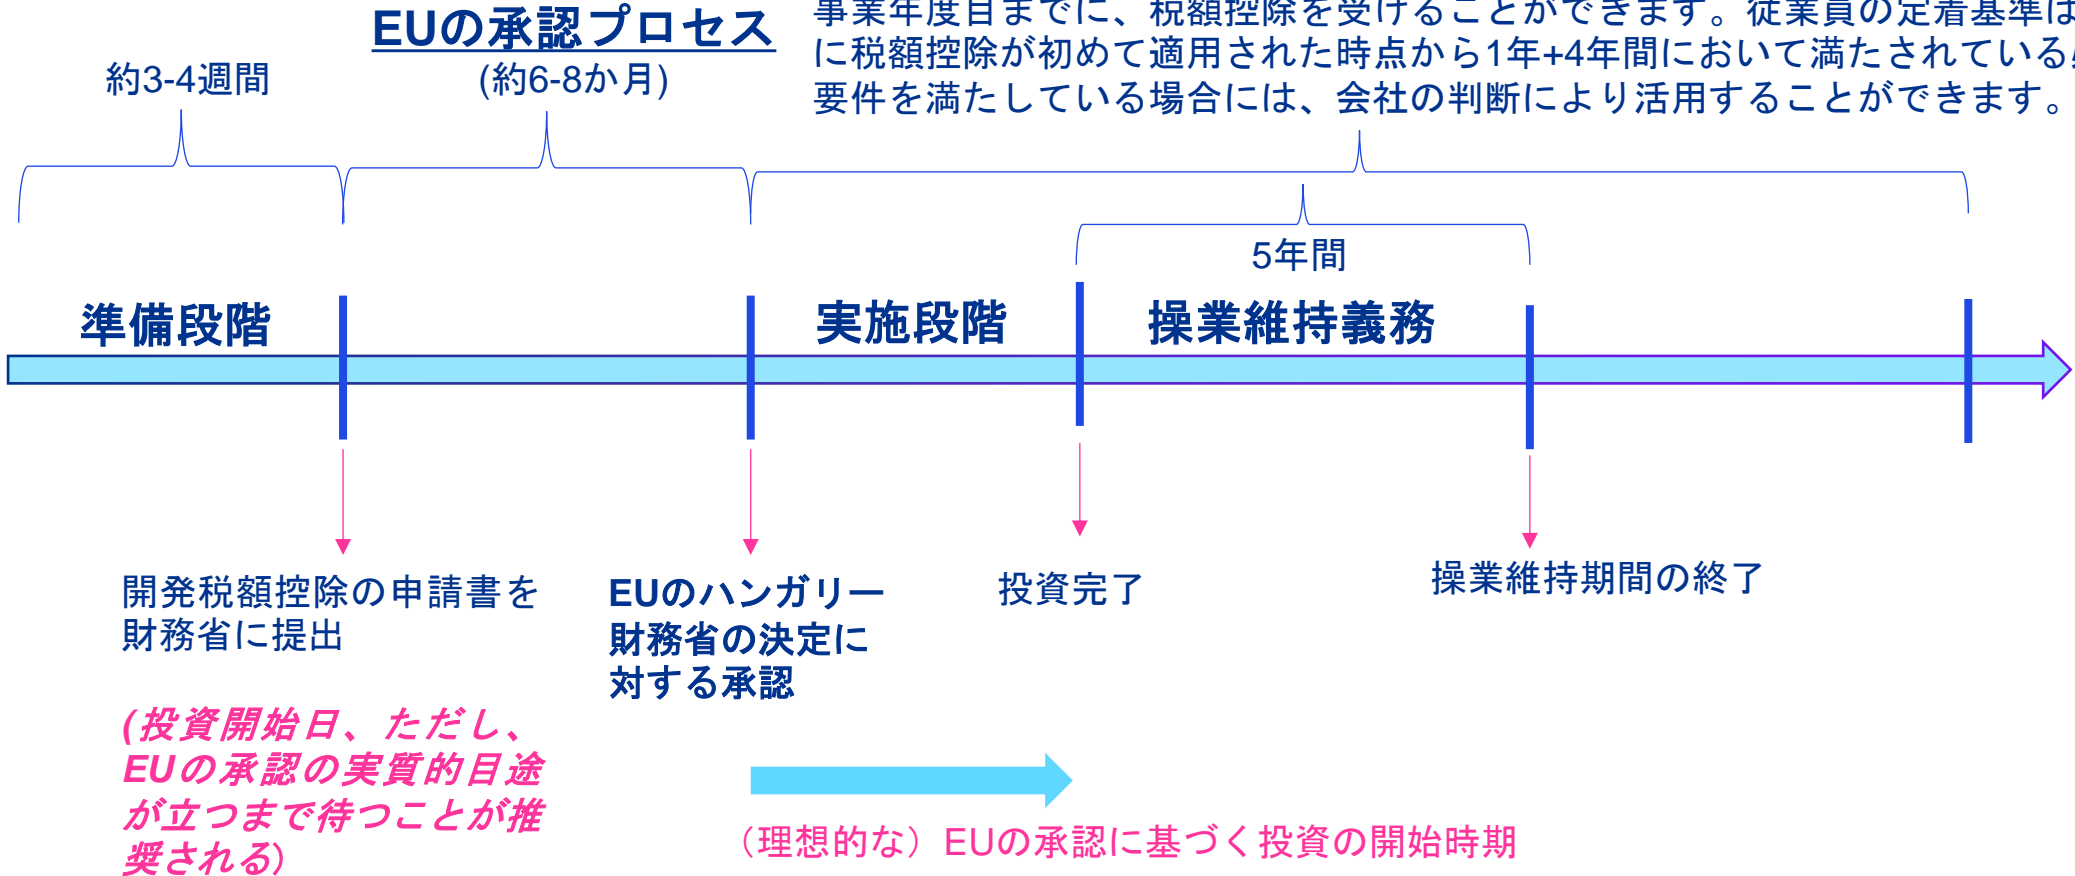 EUの承認プロセス
(約6-8か月)
約3-4週間
事業年度目までに、税額控除を受けることができます。従業員の定着基準は
に税額控除が初めて適用された時点から1年+4年間において満たされている
要件を満たしている場合には、会社の判断により活用することができます。
5年間
準備段階
実施段階
操業維持義務
開発税額控除の申請書を
財務省に提出
(投資開始日、ただし、
EUの承認の実質的目途
が立つまで待つことが推
奨される)
EUのハンガリー
財務省の決定に
対する承認
投資完了
操業維持期間の終了
（理想的な）EUの承認に基づく投資の開始時期